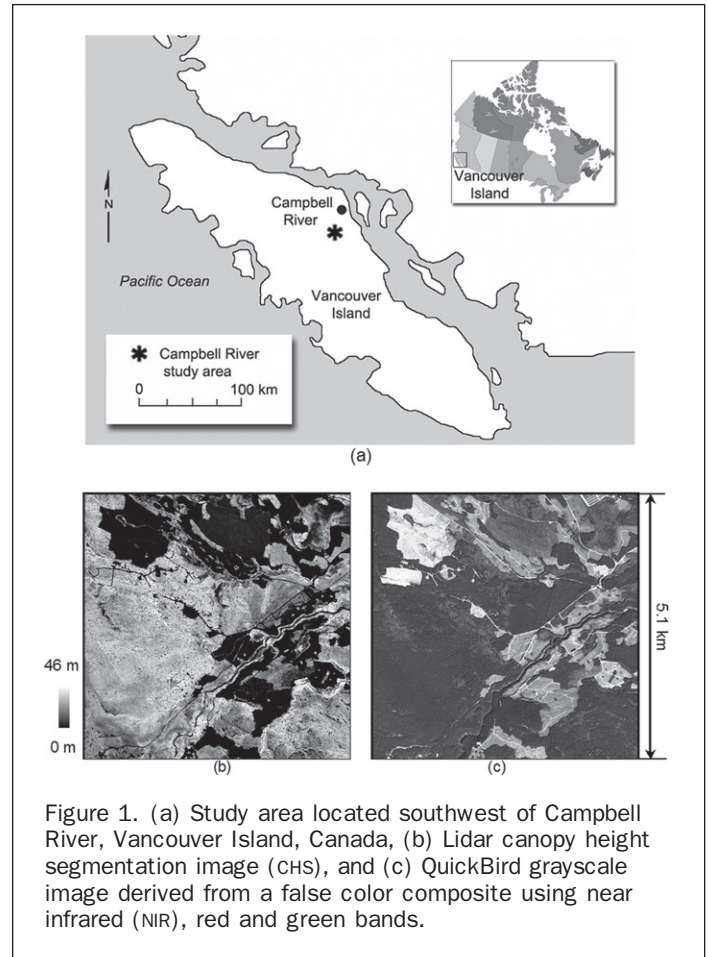 Vancouver
Island
Campbell
River
N
Pacific Ocean
Vancouver
Island
Campbell River
study area
0 100 km
(a)
46 m
0 m
5.1 km
(b)
(c)
Figure 1. (a) Study area located southwest of Campbell
River, Vancouver Island, Canada, (b) Lidar canopy height
segmentation image (CHS), and (c) QuickBird grayscale
image derived from a false color composite using near
infrared (NIR), red and green bands.